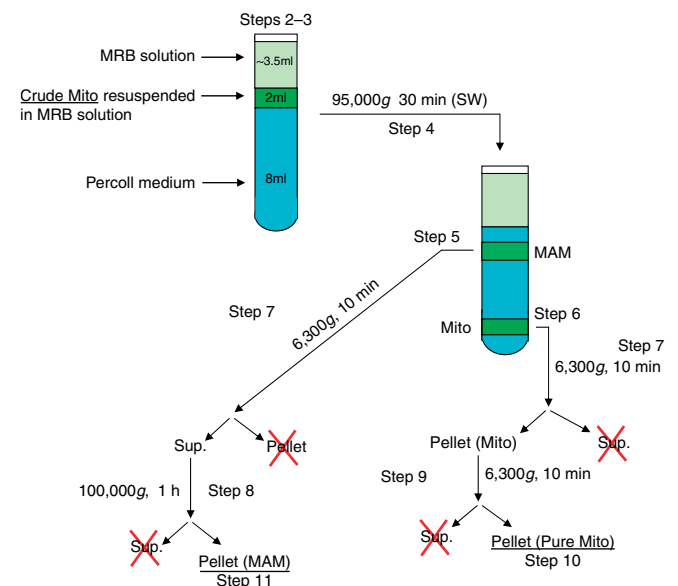 Steps 2–3
MRB solution
~3.5ml
Crude Mito resuspended
in MRB solution
2ml
95,000g 30 min (SW)
Step 4
Percoll medium
8ml
Step 5
MAM
Step 6
Mito
Step 7
6,300g, 10 min
Step 7
6,300g, 10 min
Sup.
Pellet
Pellet (Mito)
Sup.
100,000g, 1 h
Step 8
Step 9
6,300g, 10 min
Sup.
Pellet (MAM)
Step 11
Sup.
Pellet (Pure Mito)
Step 10